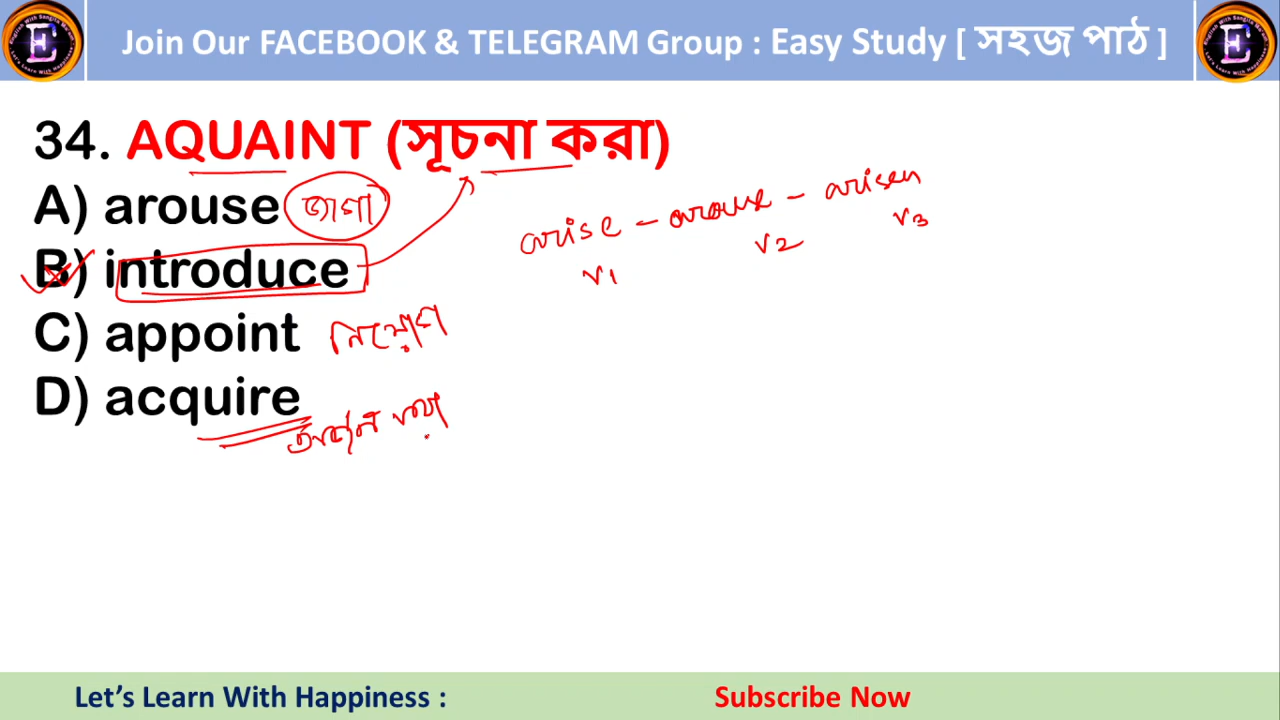 Join Our FACEBOOK & TELEGRAM Group : Easy Study [ সহজ পাঠ ]
34. AQUAINT (সূচনা করা)
A) arouse জাগা
arise – arouse – arisen
v1 v2 v3
B) introduce
C) appoint নিয়োগ
D) acquire
Let's Learn With Happiness :
Subscribe Now